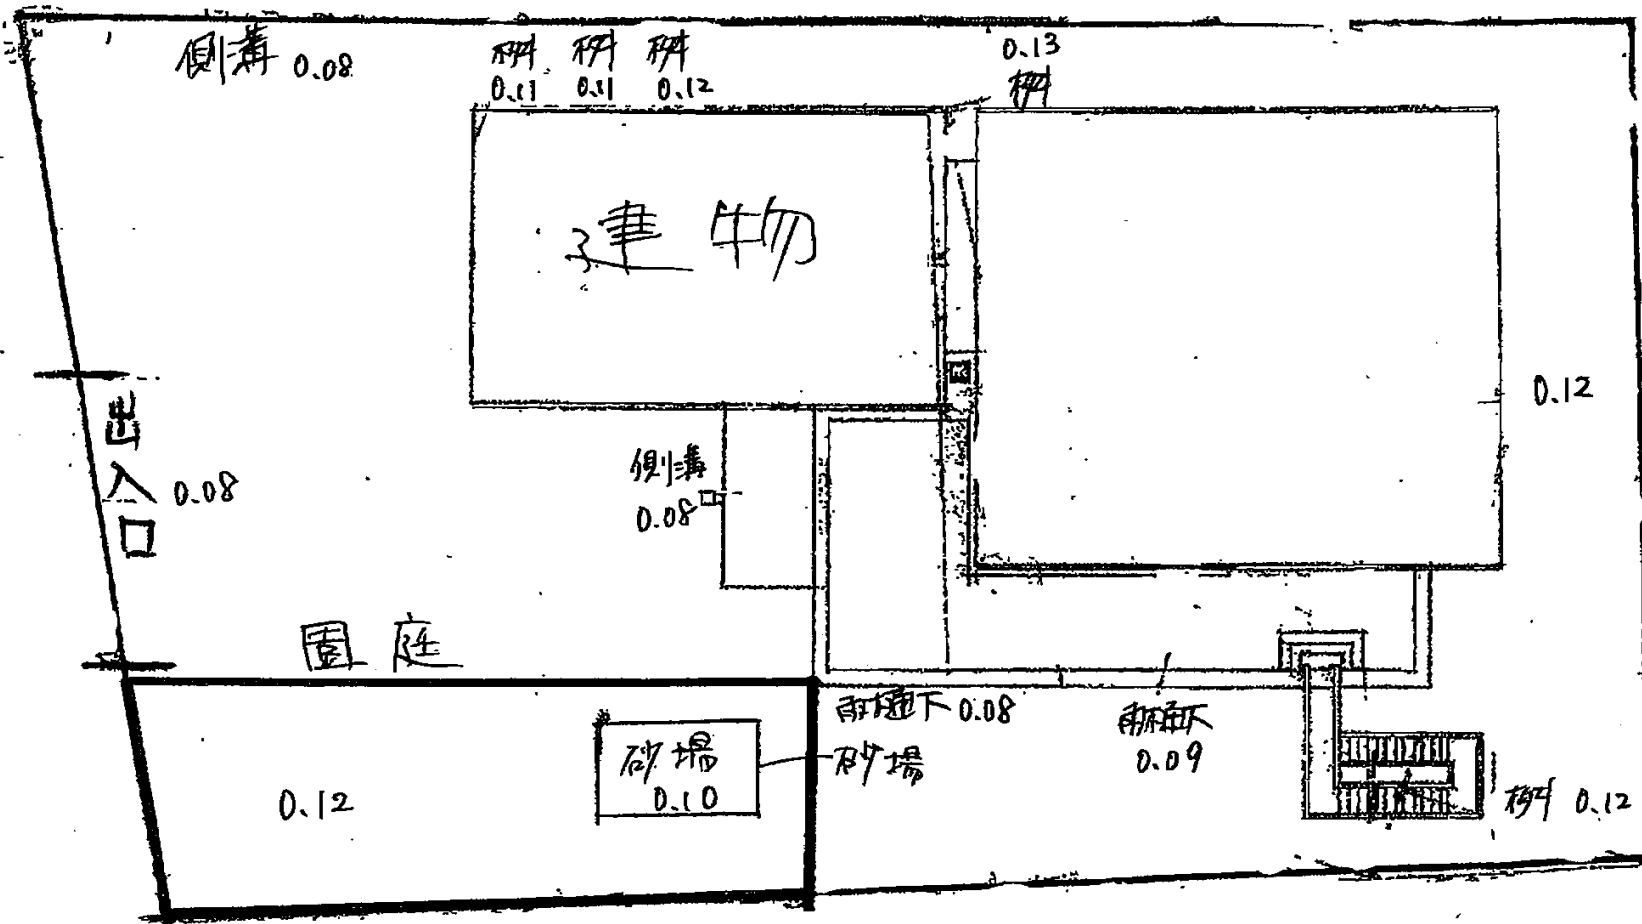 側溝 0.08
桝 桝 桝
0.11 0.11 0.12
0.13
桝
建物
0.12
出入口 0.08
側溝
0.08
園庭
雨樋下 0.08
雨樋下
0.09
砂場
0.10
砂場
0.12
桝 0.12